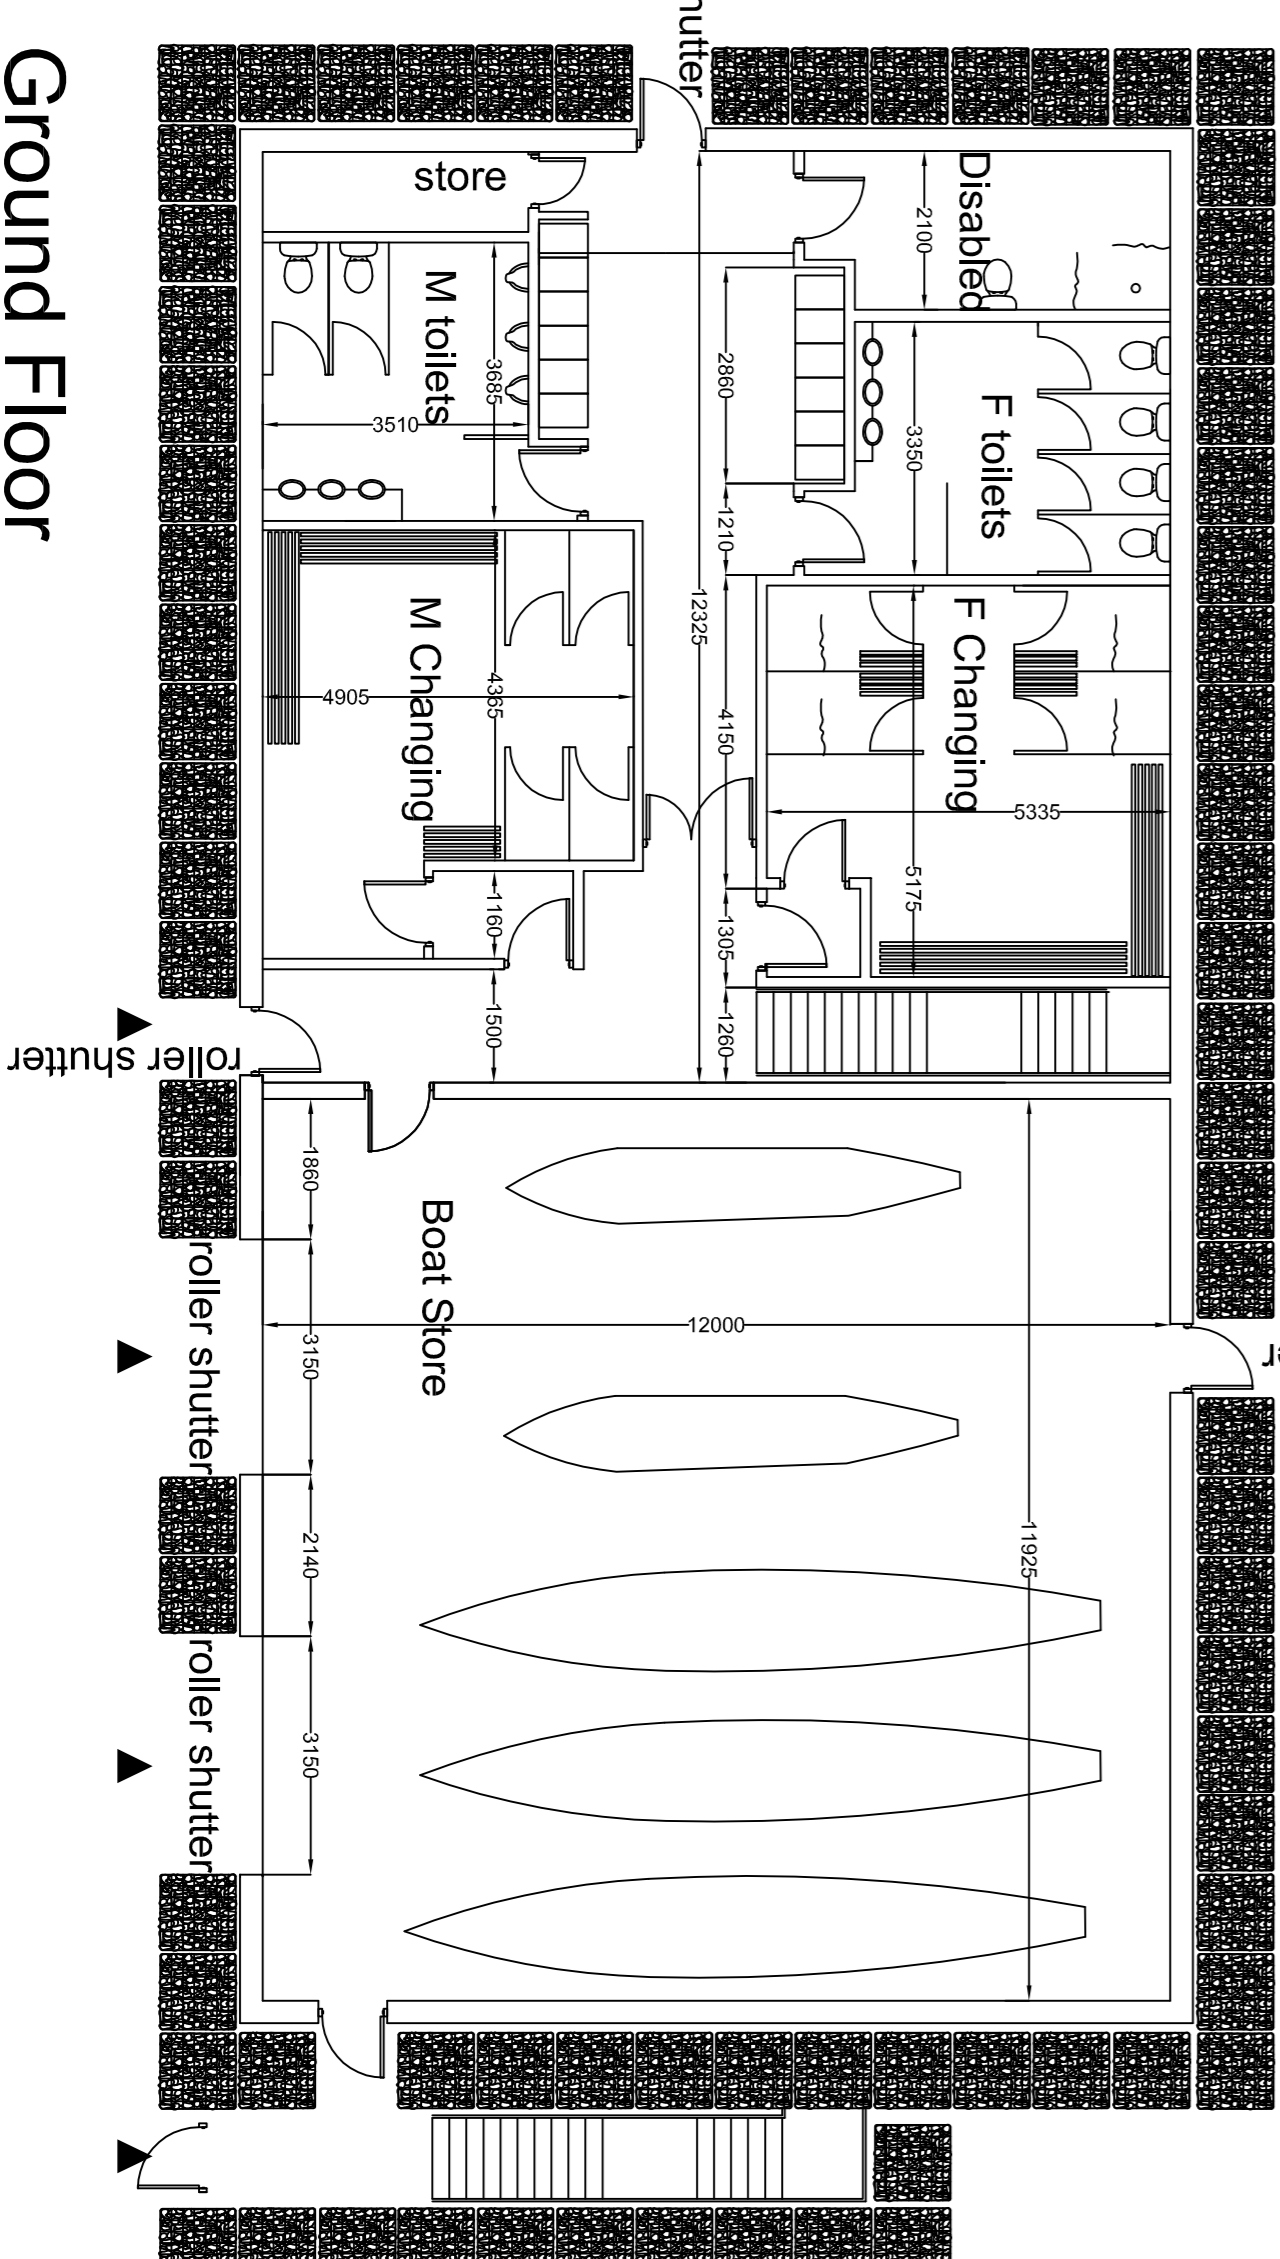 Ground Floor
hutter
store
Disabled
2100
M toilets
3685
3510
2860
F toilets
3350
1210
12325
M Changing
4905
4365
4150
F Changing
5335
5175
1160
1305
1500
1260
roller shutter
1860
roller shutter
3150
Boat Store
12000
er
2140
11925
roller shutter
3150